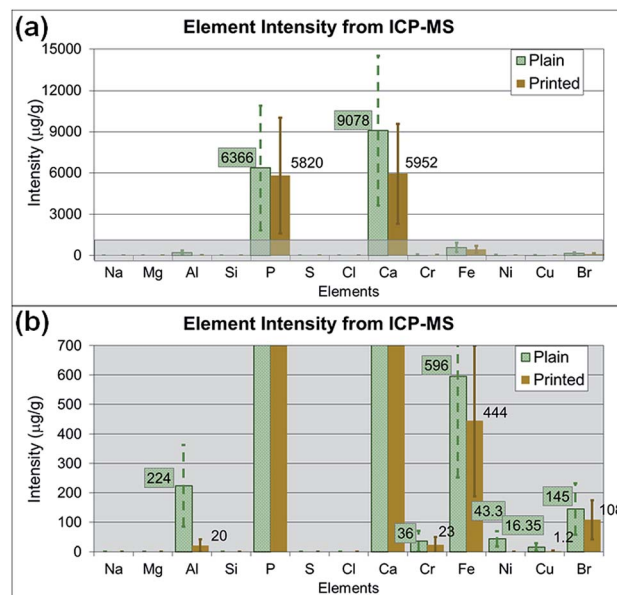 (a)
Element Intensity from ICP-MS
Plain
Printed
Intensity (µg/g)
15000
12000
9000
6000
3000
0
6366
5820
9078
5952
Na Mg Al Si P S Cl Ca Cr Fe Ni Cu Br
Elements
(b)
Element Intensity from ICP-MS
Plain
Printed
Intensity (µg/g)
700
600
500
400
300
200
100
0
224
20
36
23
596
444
43.3
16.35
1.2
145
108
Na Mg Al Si P S Cl Ca Cr Fe Ni Cu Br
Elements